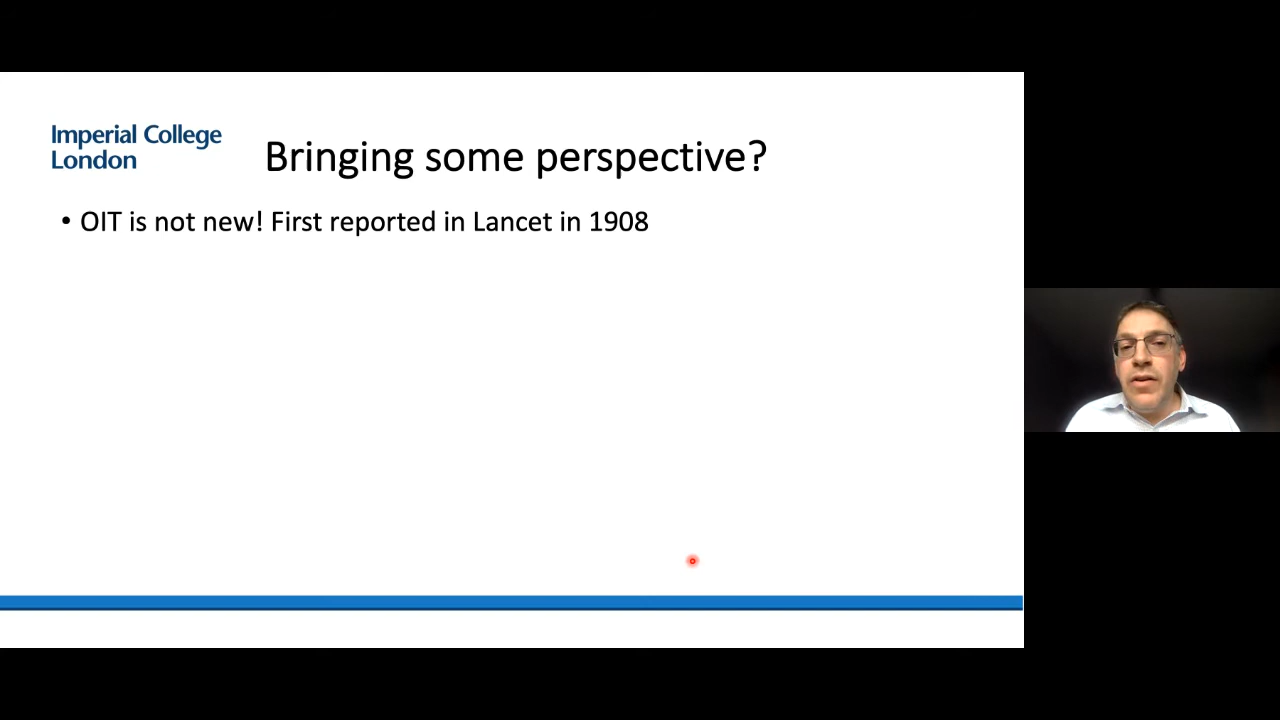 Imperial College
London
Bringing some perspective?
• OIT is not new! First reported in Lancet in 1908